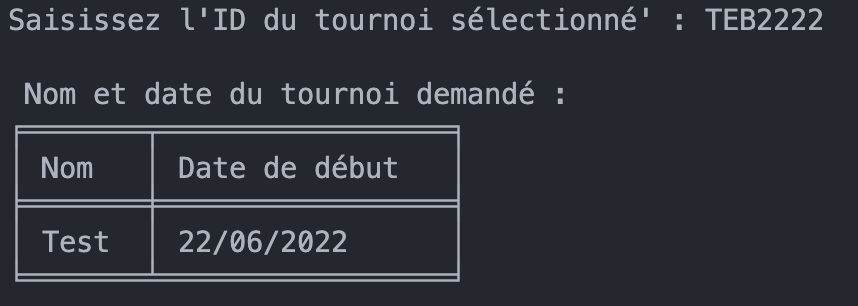 Saisissez l'ID du tournoi sélectionné' : TEB2222
Nom et date du tournoi demandé :
Nom Date de début
Test 22/06/2022